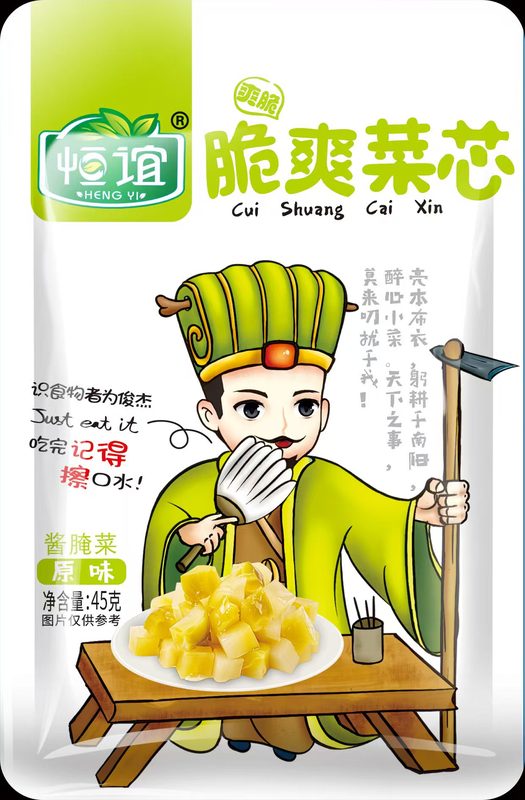 恒谊®
HENG YI
爽脆
脆爽菜芯
Cui Shuang Cai Xin
亮本布衣,躬耕于南阳,
醉心小菜。天下之事,
莫来叨扰于我!
识食物者为俊杰
Just eat it
吃完记得
擦口水!
酱腌菜
原味
净含量:45克
图片仅供参考